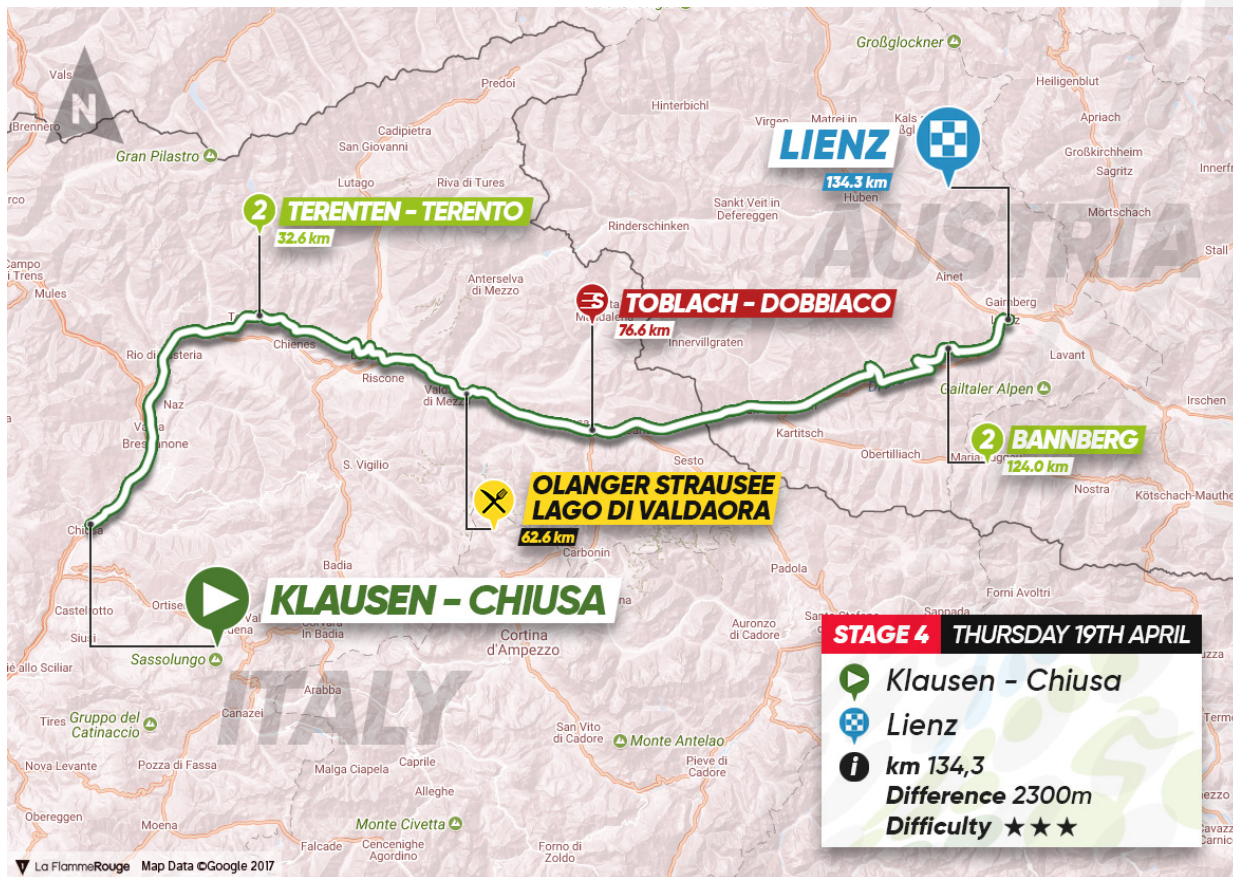 Großglockner
Vals
Predoi
Heiligenblut
Hinterbichl
N
Brennero
Cadipietra
Virgen
Matrei in
Kals
Apriach
San Giovanni
LIENZ
Großkirchheim
Gran Pilastro
134.3 km
Sagritz
Lutago
Riva di Tures
Huben
2 TERENTEN - TERENTO
Sankt Veit in
Defereggen
Mörtschach
32.6 km
Rinderschinken
AUSTRIA
Stall
Campo
di Trens
Anterselva
di Mezzo
Ainet
Mules
S TOBLACH - DOBBIACO
Gaimberg
76.6 km
Chienes
Innervillgraten
Lavant
Riscone
Gailtaler Alpen
Irschen
Naz
Kartitsch
2 BANNBERG
Obertilliach
124.0 km
S. Vigilio
Sesto
Nostra
Kötschach-Mauthe
OLANGER STRAUSEE
LAGO DI VALDAORA
62.6 km
Carbonin
Badia
Padola
KLAUSEN - CHIUSA
Forni Avoltri
Castelrotto
Siusi
In Badia
Cortina
d'Ampezzo
Auronzo
di Cadore
Sappada
Sassolungo
ITALY
Arabba
Canazei
Tires
Gruppo del
Catinaccio
San Vito
di Cadore
Monte Antelao
Nova Levante
Pozza di Fassa
Malga Ciapela
Caprile
Pieve di
Cadore
Alleghe
Obereggen
Moena
Monte Civetta
Falcade
Cencenighe
Agordino
Forno di
Zoldo
STAGE 4 THURSDAY 19TH APRIL
Klausen - Chiusa
Lienz
i km 134,3
Difference 2300m
Difficulty ★ ★ ★
La FlammeRouge Map Data ©Google 2017